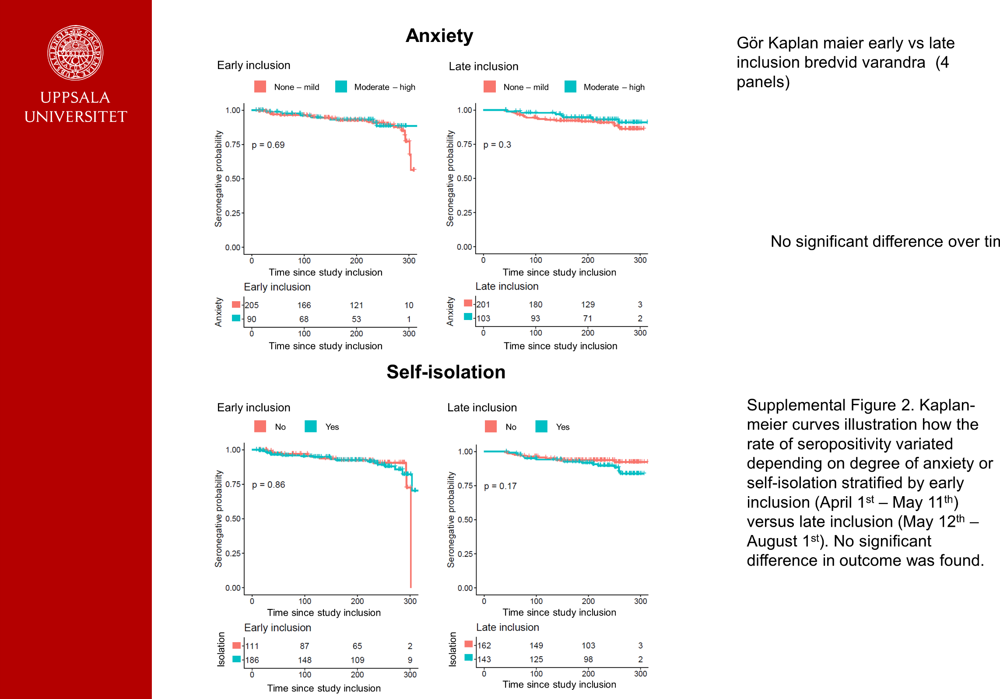 UPPSALA
UNIVERSITET
Anxiety
Early inclusion
None – mild
Moderate – high
1.00
0.75
0.50
0.25
0.00
Seronegative probability
p = 0.69
0 100 200 300
Time since study inclusion
Early inclusion
Anxiety
205 166 121 10
90 68 53 1
0 100 200 300
Time since study inclusion
Late inclusion
None – mild
Moderate – high
1.00
0.75
0.50
0.25
0.00
Seronegative probability
p = 0.3
0 100 200 300
Time since study inclusion
Late inclusion
Anxiety
201 180 129 3
103 93 71 2
0 100 200 300
Time since study inclusion
Self-isolation
Early inclusion
No
Yes
1.00
0.75
0.50
0.25
0.00
Seronegative probability
p = 0.86
0 100 200 300
Time since study inclusion
Early inclusion
Isolation
111 87 65 2
186 148 109 9
0 100 200 300
Time since study inclusion
Late inclusion
No
Yes
1.00
0.75
0.50
0.25
0.00
Seronegative probability
p = 0.17
0 100 200 300
Time since study inclusion
Late inclusion
Isolation
162 149 103 3
143 125 98 2
0 100 200 300
Time since study inclusion
Gör Kaplan maier early vs late
inclusion bredvid varandra (4
panels)
No significant difference over
Supplemental Figure 2. Kaplan-
meier curves illustration how the
rate of seropositivity variated
depending on degree of anxiety or
self-isolation stratified by early
inclusion (April 1st – May 11th)
versus late inclusion (May 12th –
August 1st). No significant
difference in outcome was found.